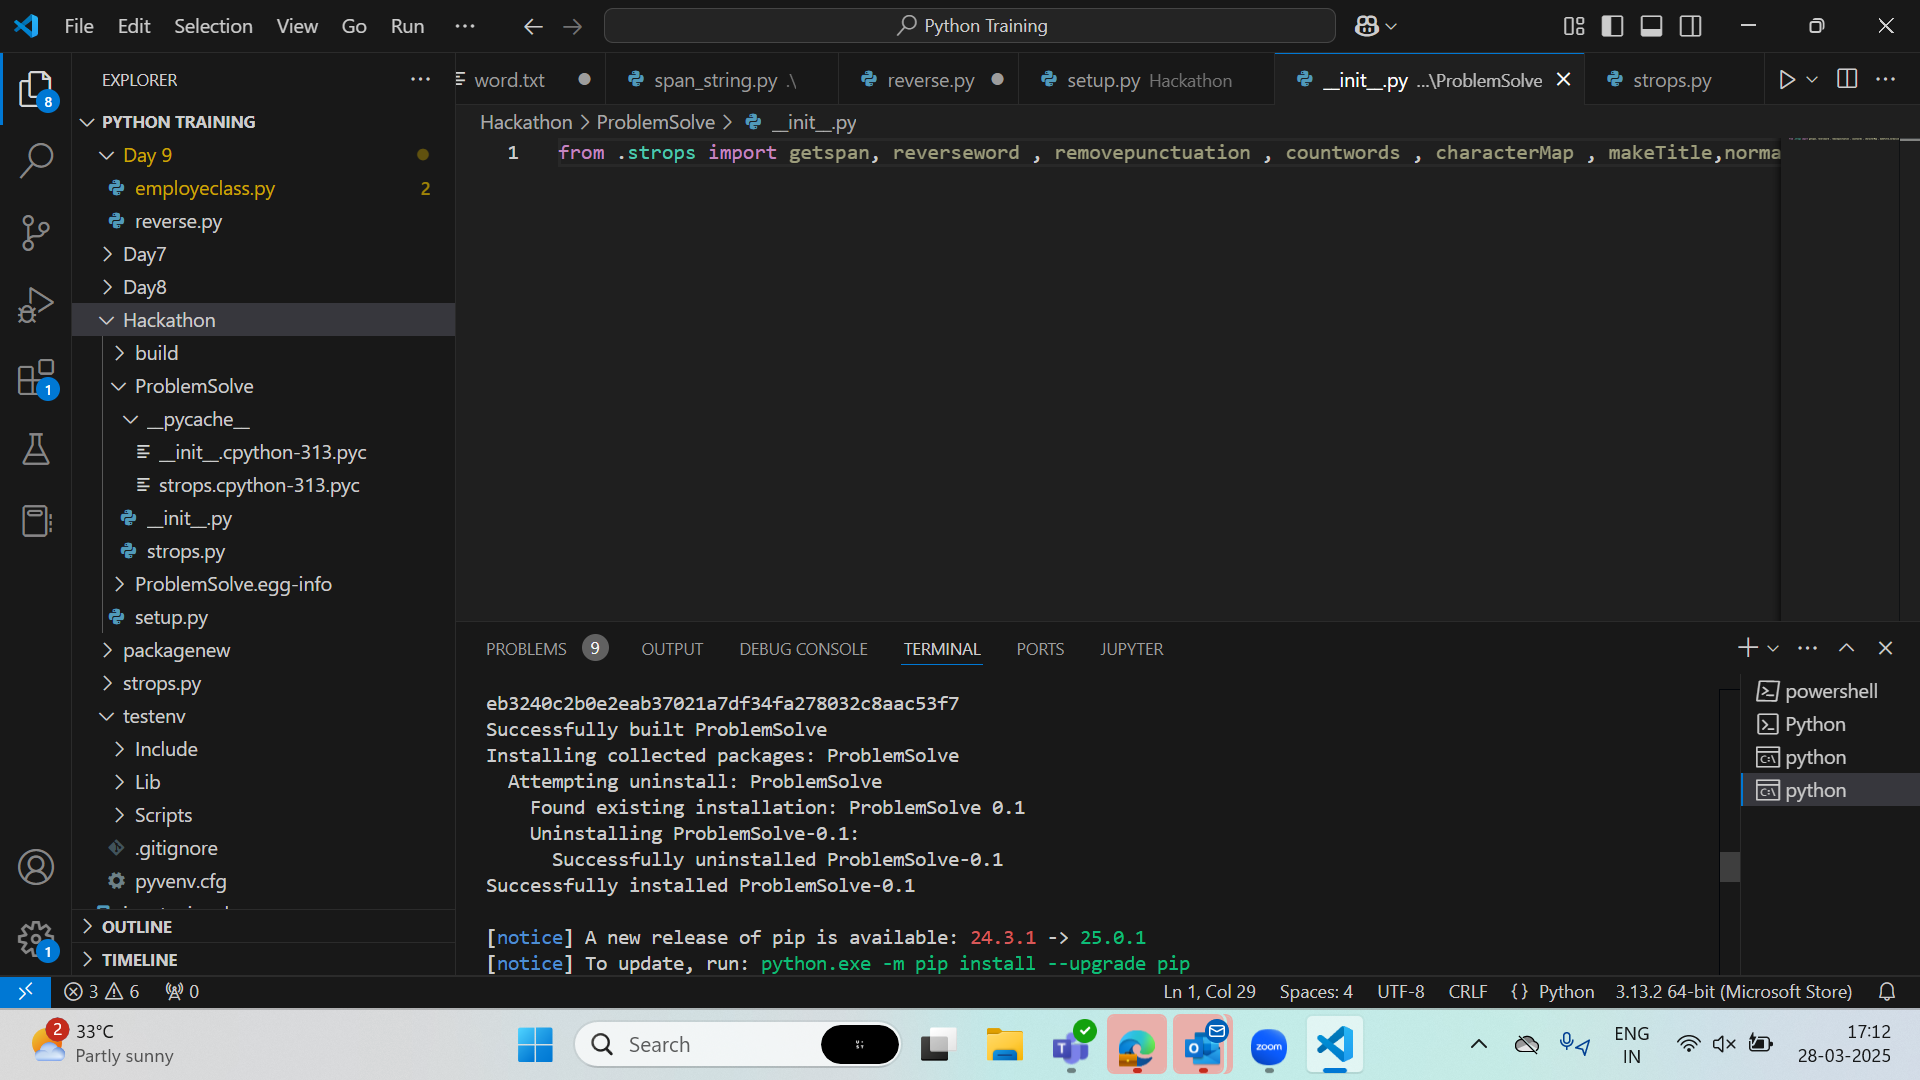 File Edit Selection View Go Run ···
Python Training
EXPLORER
PYTHON TRAINING
Day 9
employeclass.py 2
reverse.py
Day7
Day8
Hackathon
build
ProblemSolve
__pycache__
__init__.cpython-313.pyc
strops.cpython-313.pyc
__init__.py
strops.py
ProblemSolve.egg-info
setup.py
packagenew
strops.py
testenv
Include
Lib
Scripts
.gitignore
pyvenv.cfg
OUTLINE
TIMELINE
8
1
1
word.txt span_string.py .\ reverse.py setup.py Hackathon __init__.py ...\ProblemSolve strops.py
Hackathon > ProblemSolve > __init__.py
1 from .strops import getspan, reverseword , removepunctuation , countwords , characterMap , makeTitle,norma
PROBLEMS 9 OUTPUT DEBUG CONSOLE TERMINAL PORTS JUPYTER
eb3240c2b0e2eab37021a7df34fa278032c8aac53f7
Successfully built ProblemSolve
Installing collected packages: ProblemSolve
Attempting uninstall: ProblemSolve
Found existing installation: ProblemSolve 0.1
Uninstalling ProblemSolve-0.1:
Successfully uninstalled ProblemSolve-0.1
Successfully installed ProblemSolve-0.1
[notice] A new release of pip is available: 24.3.1 -> 25.0.1
[notice] To update, run: python.exe -m pip install --upgrade pip
powershell
Python
python
python
3 6 0 Ln 1, Col 29 Spaces: 4 UTF-8 CRLF {} Python 3.13.2 64-bit (Microsoft Store)
2 33°C
Partly sunny
Search
zoom
ENG
IN
17:12
28-03-2025